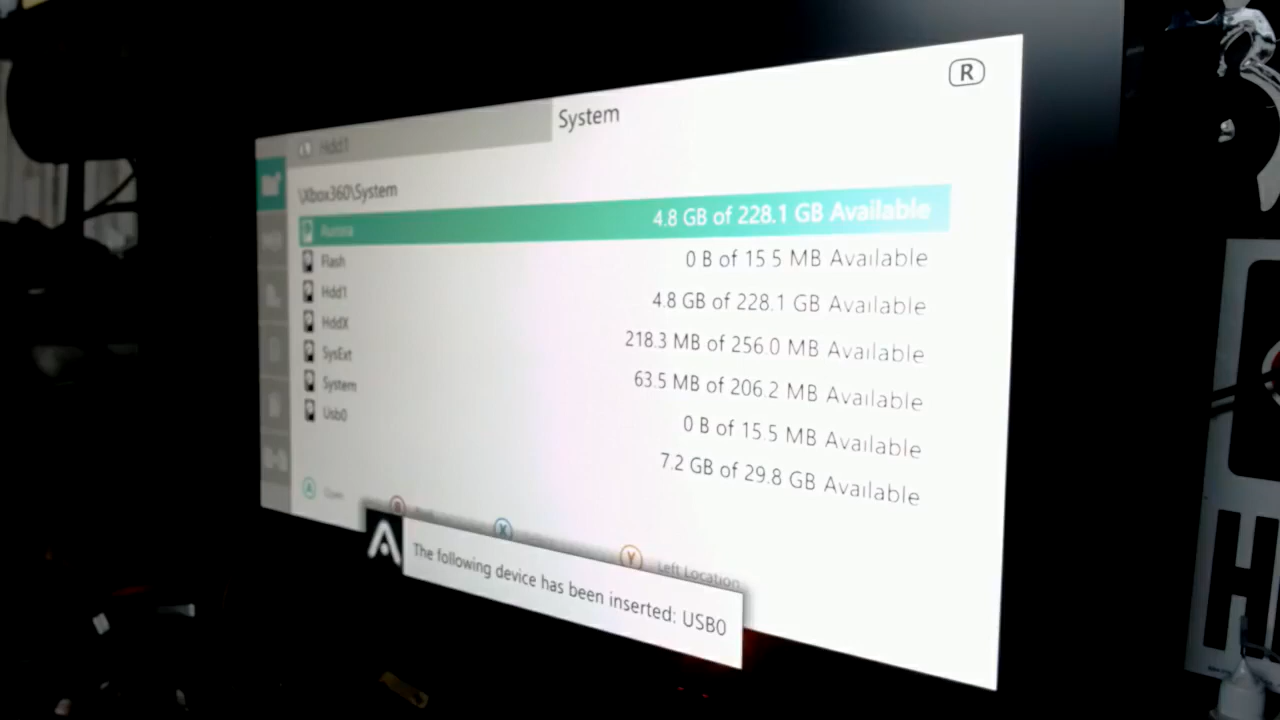 System
R
Hdd1
\Xbox360\System
Aurora 4.8 GB of 228.1 GB Available
Flash 0 B of 15.5 MB Available
Hdd1 4.8 GB of 228.1 GB Available
HddX 218.3 MB of 256.0 MB Available
SysExt 63.5 MB of 206.2 MB Available
System 0 B of 15.5 MB Available
Usb0 7.2 GB of 29.8 GB Available
A Open
B
X
Y Left Location
The following device has been inserted: USB0